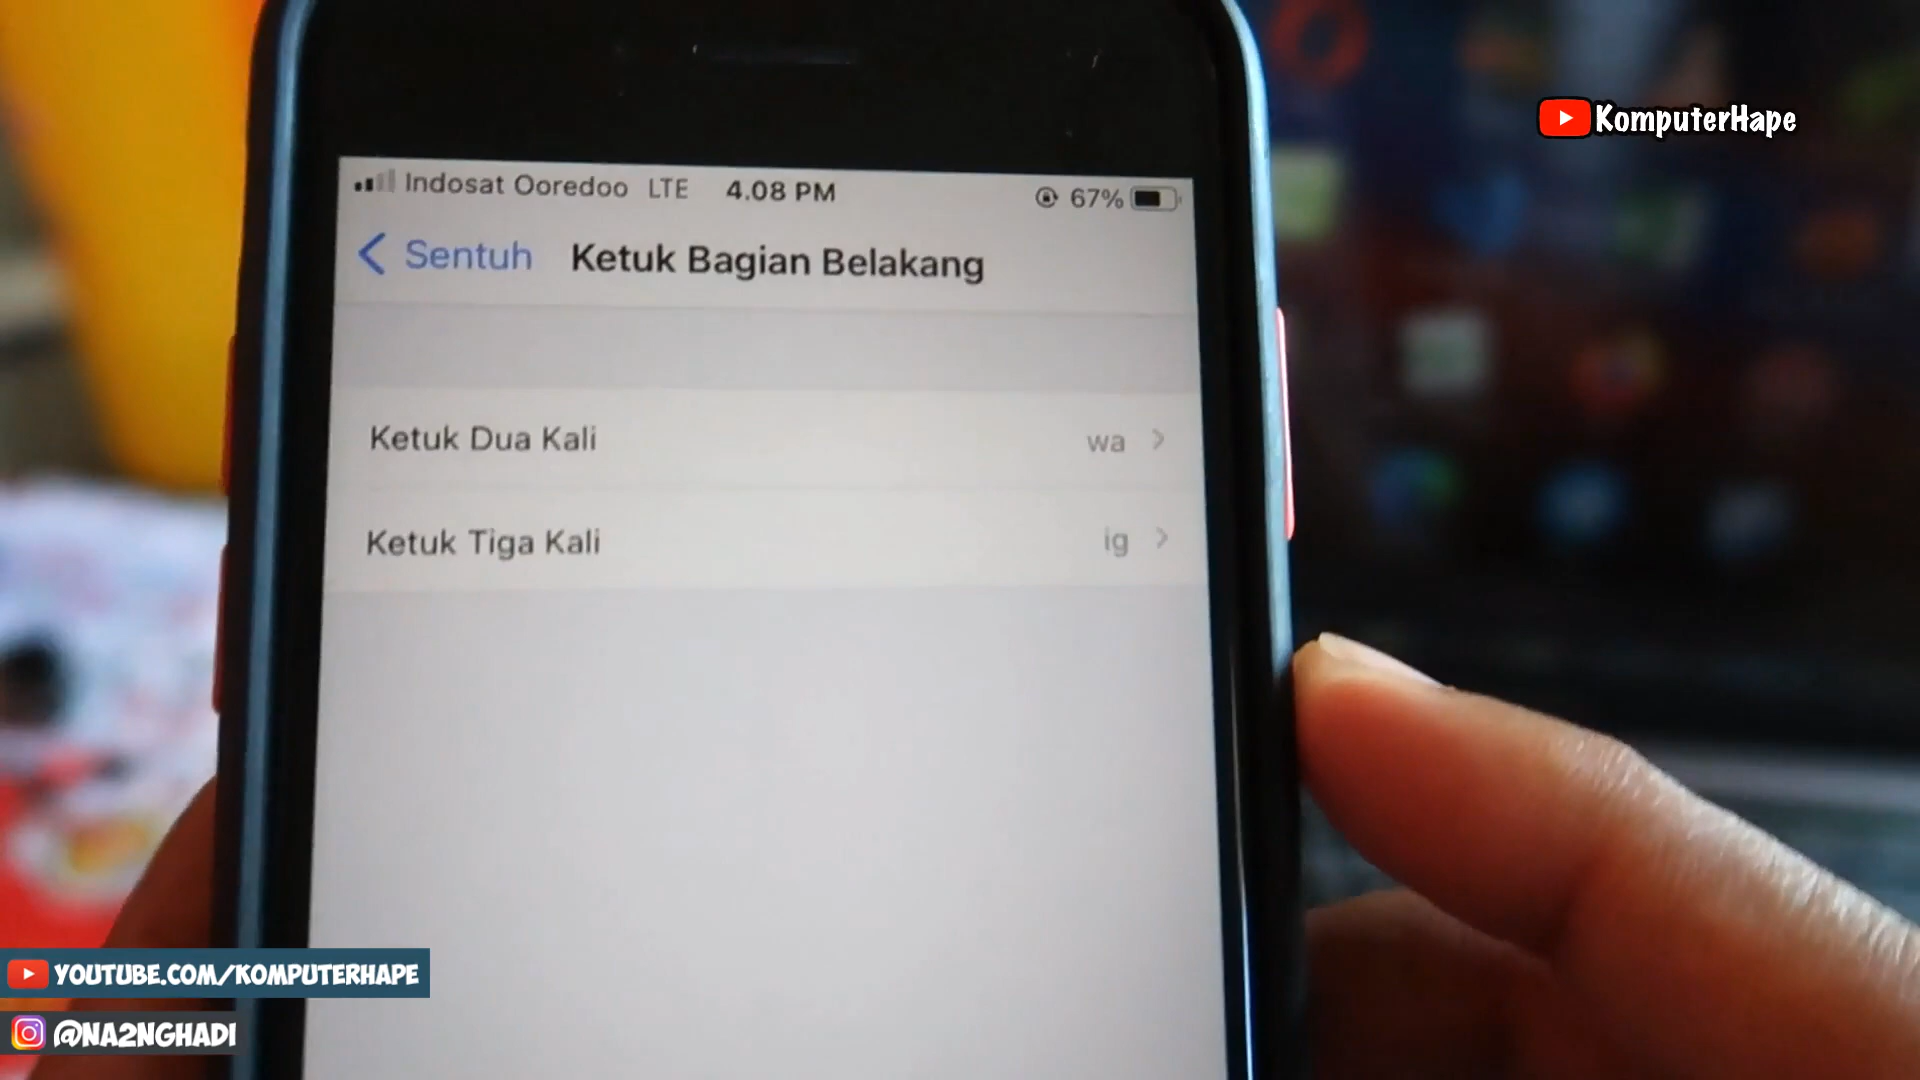 KomputerHape
Indosat Ooredoo LTE 4.08 PM 67%
Sentuh Ketuk Bagian Belakang
Ketuk Dua Kali wa
Ketuk Tiga Kali ig
YOUTUBE.COM/KOMPUTERHAPE
@NA2NGHADI